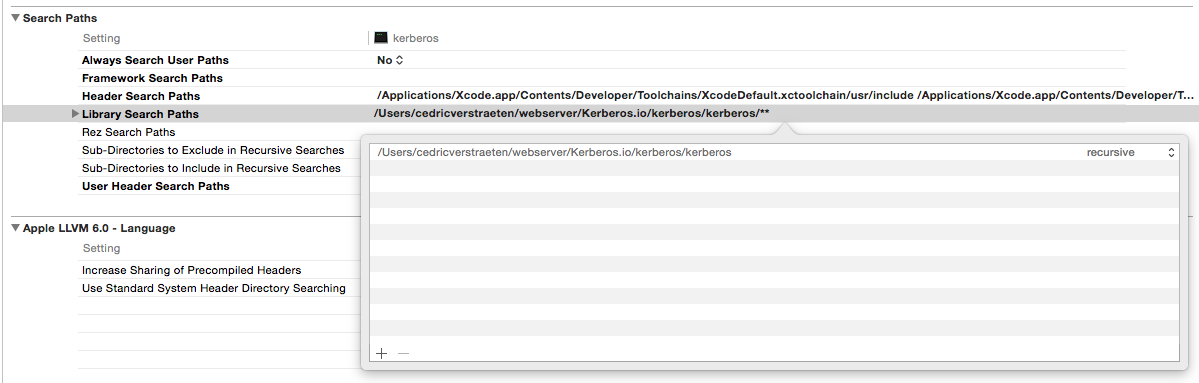 Search Paths
Setting kerberos
Always Search User Paths No
Framework Search Paths
Header Search Paths /Applications/Xcode.app/Contents/Developer/Toolchains/XcodeDefault.xctoolchain/usr/include /Applications/Xcode.app/Contents/Developer/T...
Library Search Paths /Users/cedricverstraeten/webserver/Kerberos.io/kerberos/kerberos/**
Rez Search Paths
/Users/cedricverstraeten/webserver/Kerberos.io/kerberos/kerberos recursive
Sub-Directories to Exclude in Recursive Searches
Sub-Directories to Include in Recursive Searches
User Header Search Paths
Apple LLVM 6.0 - Language
Setting
Increase Sharing of Precompiled Headers
Use Standard System Header Directory Searching